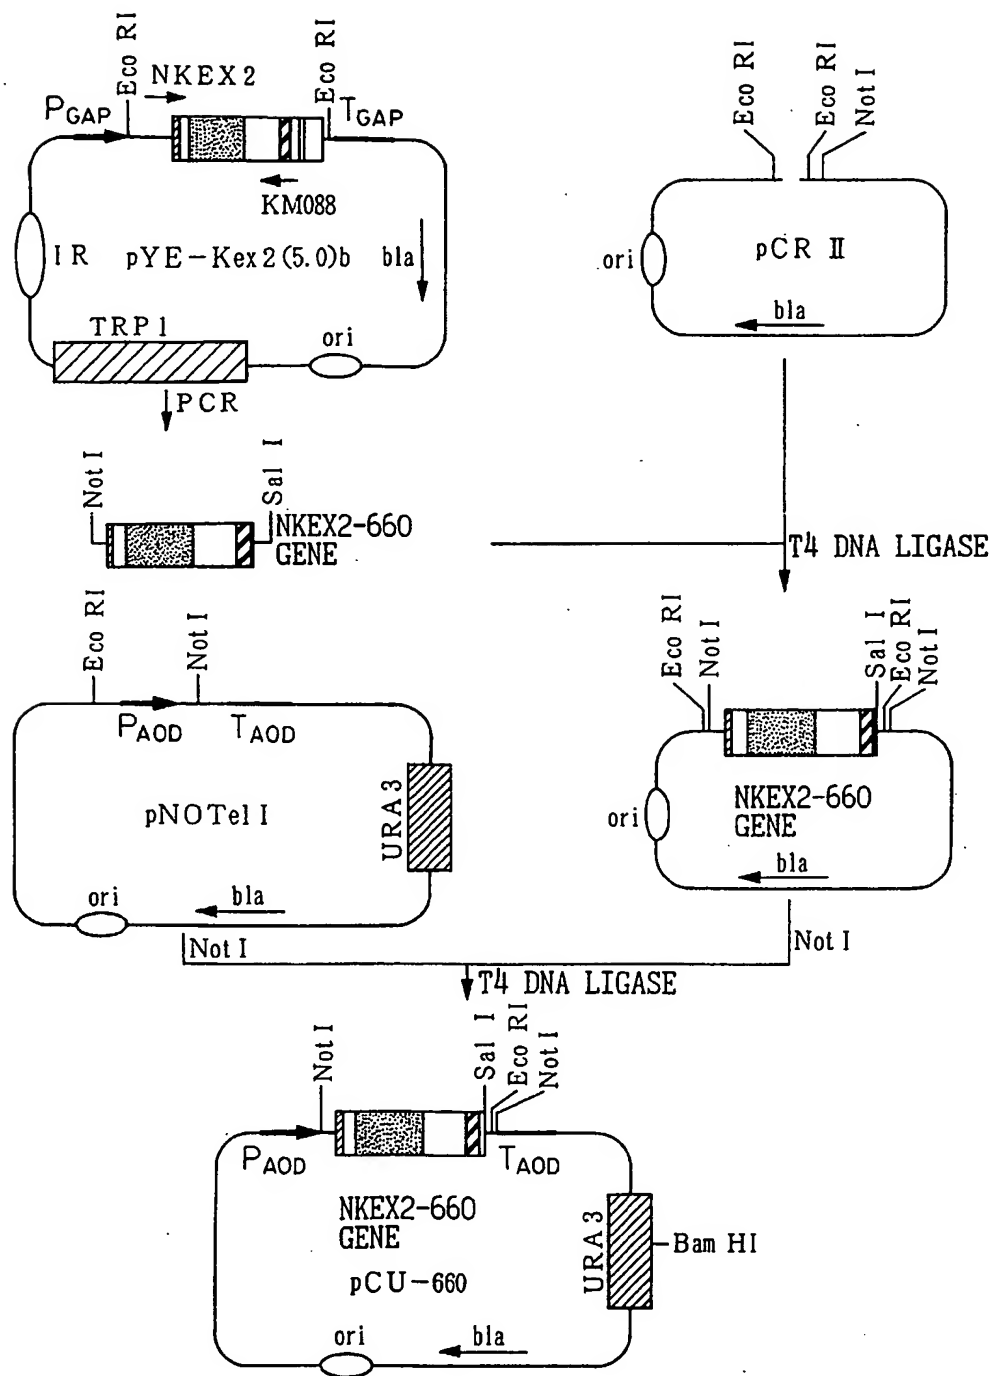 Eco RI
NKEX2
Eco RI
PGAP
TGAP
KM088
IR
pYE-Kex2(5.0)b
bla
TRP1
ori
PCR
Eco RI
Eco RI
Not I
ori
pCR II
bla
Not I
Sal I
NKEX2-660
GENE
T4 DNA LIGASE
Eco RI
Not I
PAOD
TAOD
pNOTel I
URA3
ori
bla
Eco RI
Not I
Sal I
Eco RI
Not I
ori
NKEX2-660
GENE
bla
Not I
Not I
T4 DNA LIGASE
Not I
Sal I
Eco RI
Not I
PAOD
TAOD
NKEX2-660
GENE
pCU-660
URA3
Bam HI
ori
bla